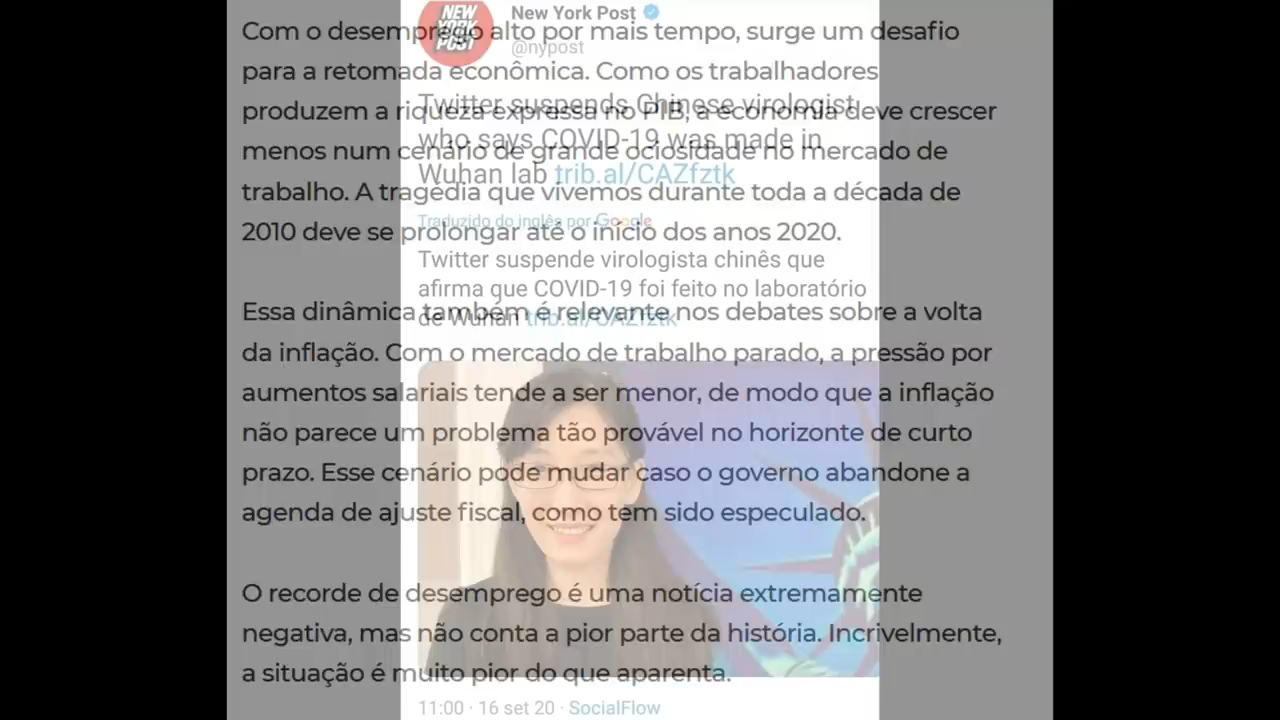 NEW
YORK
POST
New York Post
@nypost
Twitter suspends Chinese virologist
who says COVID-19 was made in
Wuhan lab trib.al/CAZfztk
Traduzido do inglês por Google
Twitter suspende virologista chinês que
afirma que COVID-19 foi feito no laboratório
de Wuhan trib.al/CAZfztk
11:00 · 16 set 20 · SocialFlow
Com o desemprego alto por mais tempo, surge um desafio
para a retomada econômica. Como os trabalhadores
produzem a riqueza expressa no PIB, a economia deve crescer
menos num cenário de grande ociosidade no mercado de
trabalho. A tragédia que vivemos durante toda a década de
2010 deve se prolongar até o início dos anos 2020.
Essa dinâmica também é relevante nos debates sobre a volta
da inflação. Com o mercado de trabalho parado, a pressão por
aumentos salariais tende a ser menor, de modo que a inflação
não parece um problema tão provável no horizonte de curto
prazo. Esse cenário pode mudar caso o governo abandone a
agenda de ajuste fiscal, como tem sido especulado.
O recorde de desemprego é uma notícia extremamente
negativa, mas não conta a pior parte da história. Incrivelmente,
a situação é muito pior do que aparenta.